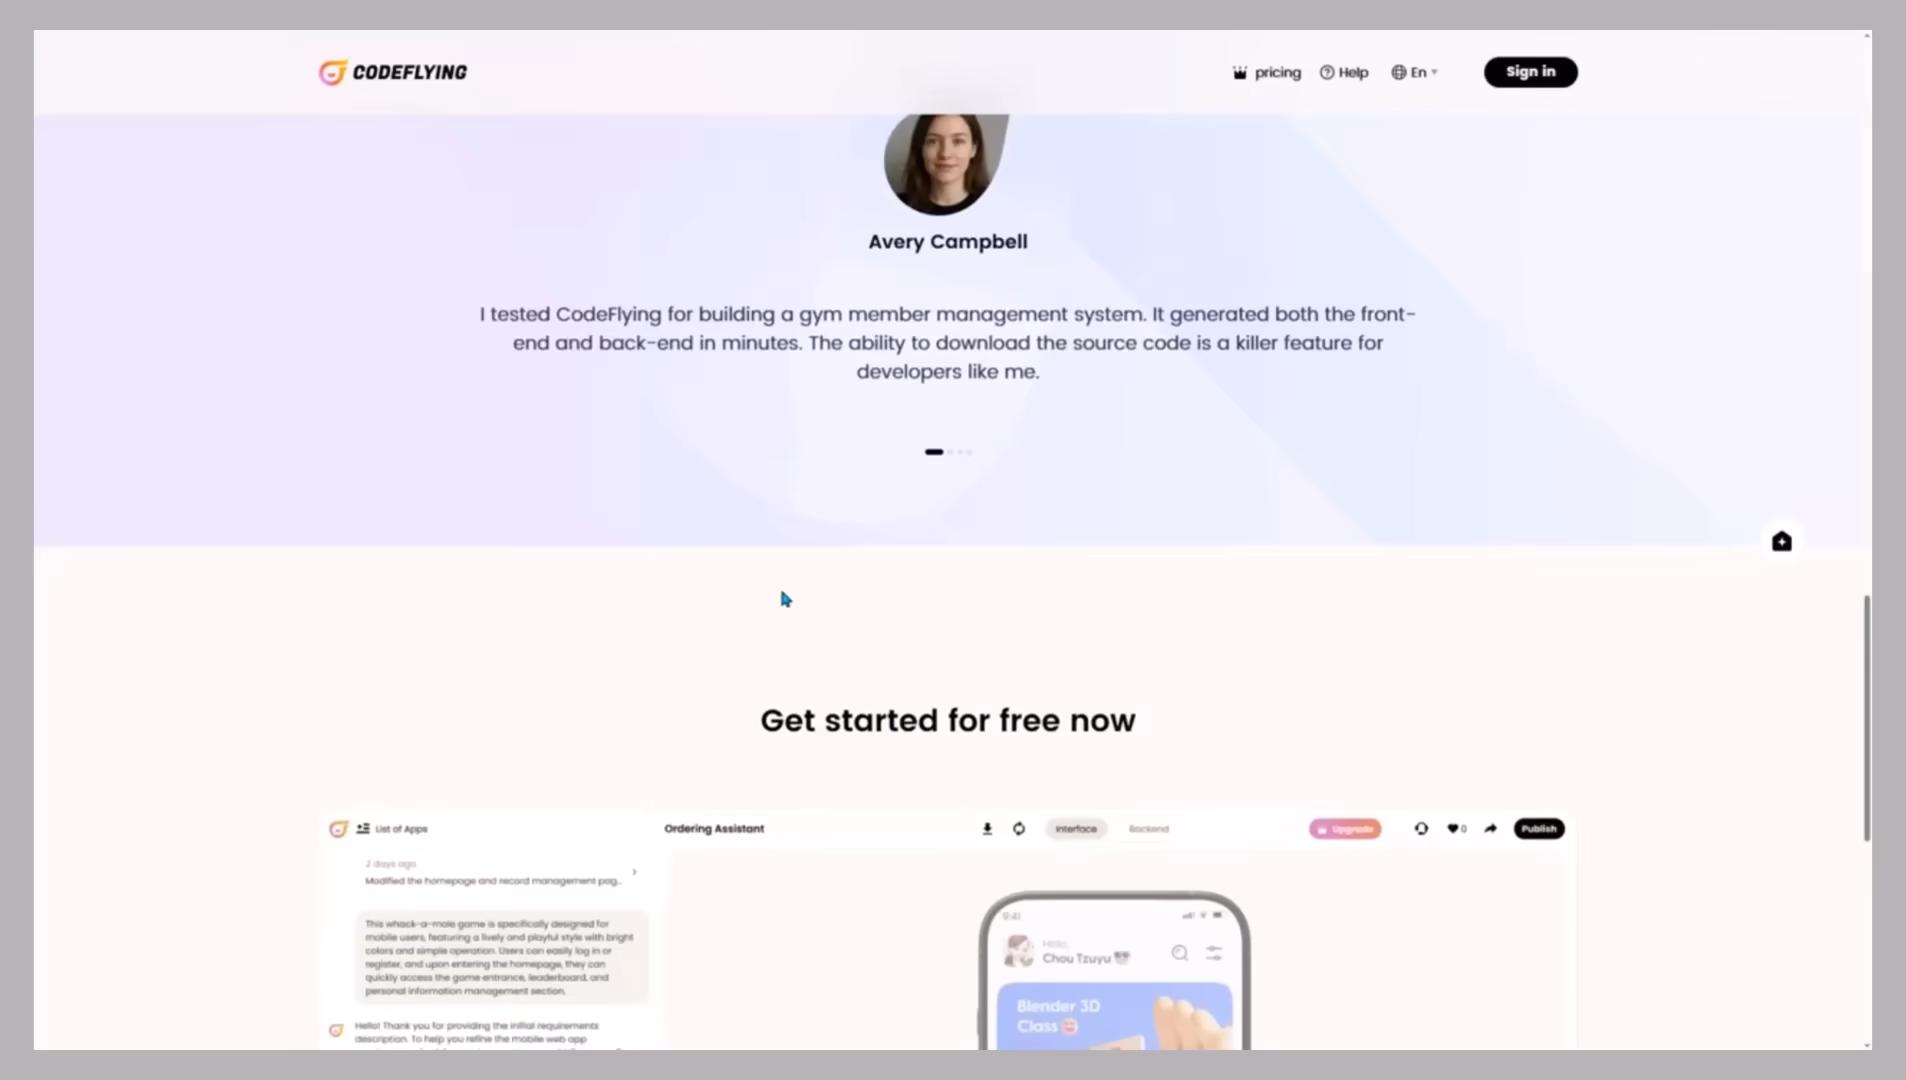 CODEFLYING
pricing
Help
En
Sign in
Avery Campbell
I tested CodeFlying for building a gym member management system. It generated both the front-
end and back-end in minutes. The ability to download the source code is a killer feature for
developers like me.
Get started for free now
List of Apps
Ordering Assistant
Interface
Backend
Upgrade
0
Publish
2 days ago
Modified the homepage and record management pag...
This whack-a-mole game is specifically designed for
mobile users, featuring a lively and playful style with bright
colors and simple operation. Users can easily log in or
register, and upon entering the homepage, they can
quickly access the game entrance, leaderboard, and
personal information management section.
Hello! Thank you for providing the initial requirements
description. To help you refine the mobile web app
9:41
Hello,
Chou Tzuyu
Blender 3D
Class